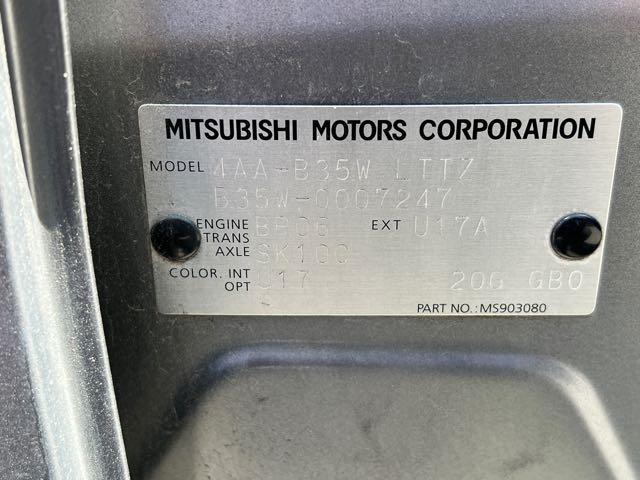 MITSUBISHI MOTORS CORPORATION
MODEL 4AA-B35W LTTZ
B35W-0007247
ENGINE BR06 EXT U17A
TRANS
AXLE SK100
COLOR. INT U17 20G GB0
OPT
PART NO.: MS903080